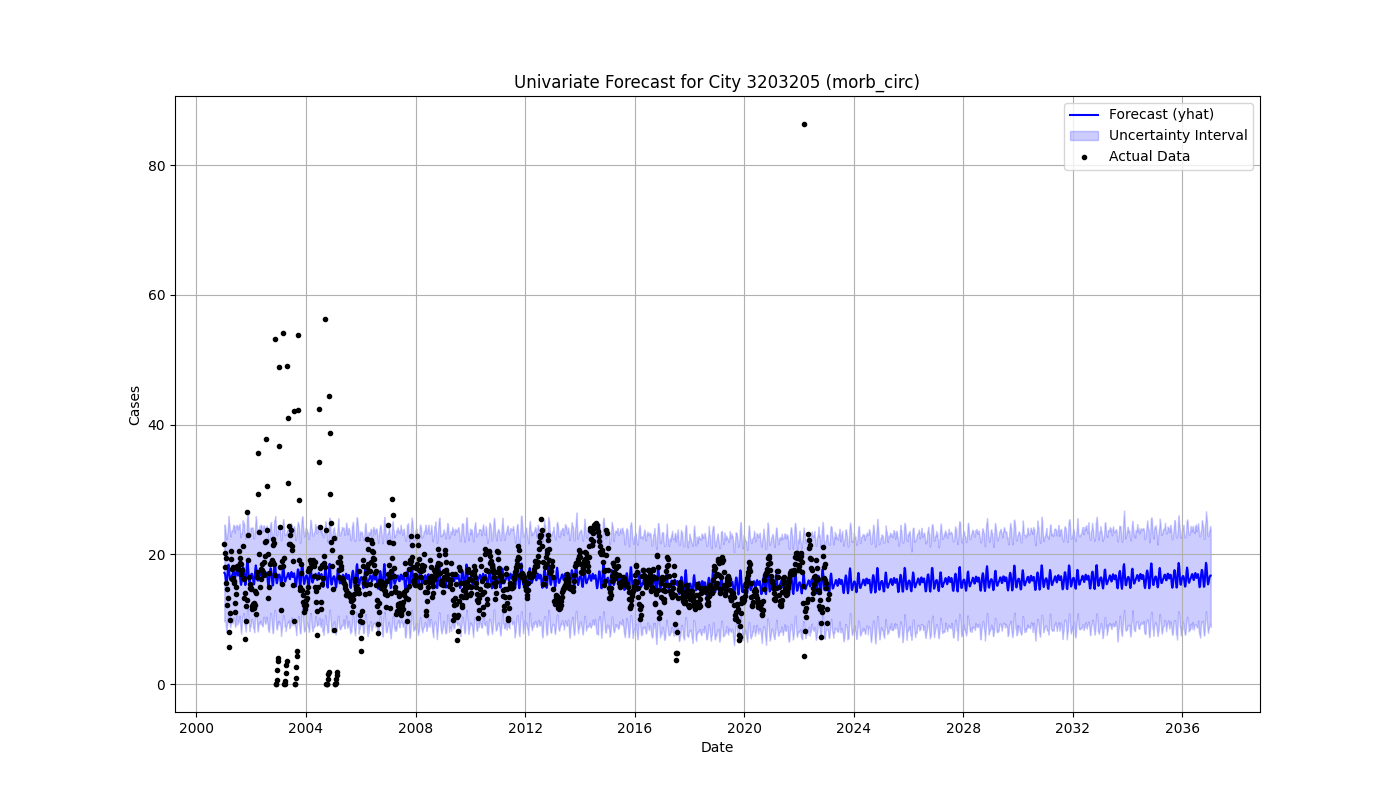 Univariate Forecast for City 3203205 (morb_circ)
Forecast (yhat)
Uncertainty Interval
Actual Data
Cases
80
60
40
20
0
2000 2004 2008 2012 2016 2020 2024 2028 2032 2036
Date